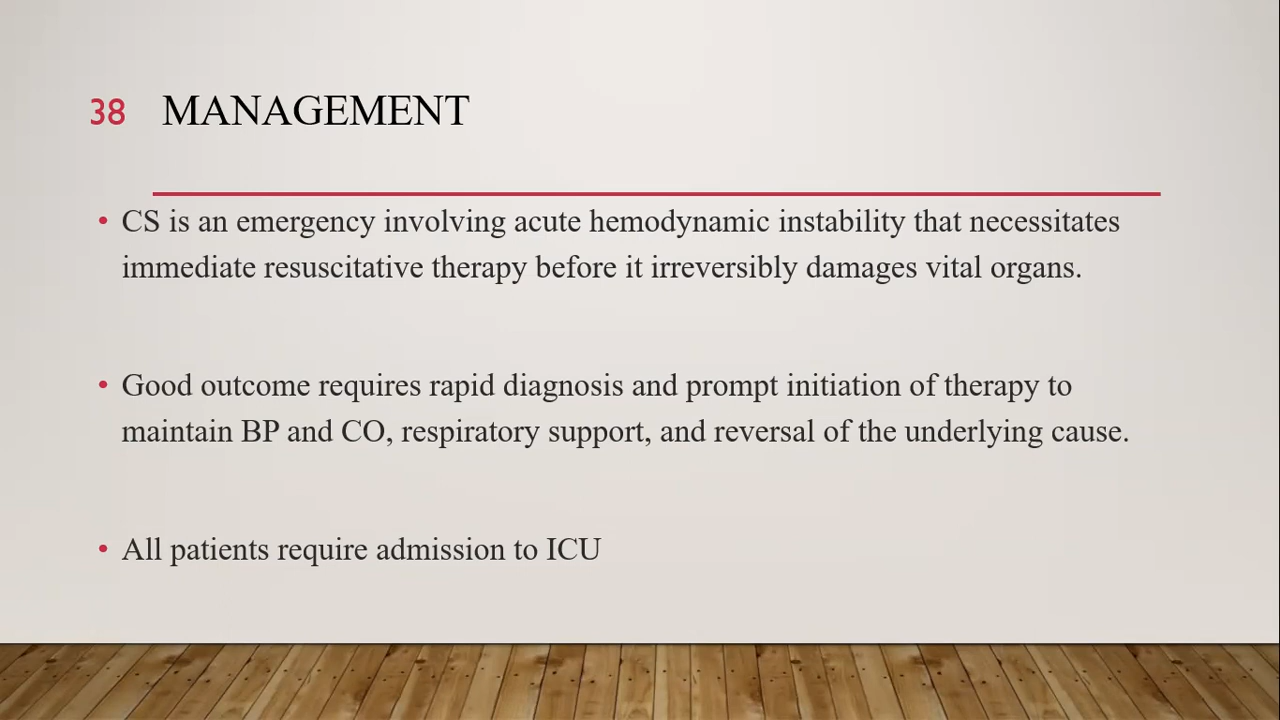 38 MANAGEMENT
• CS is an emergency involving acute hemodynamic instability that necessitates
immediate resuscitative therapy before it irreversibly damages vital organs.
• Good outcome requires rapid diagnosis and prompt initiation of therapy to
maintain BP and CO, respiratory support, and reversal of the underlying cause.
• All patients require admission to ICU